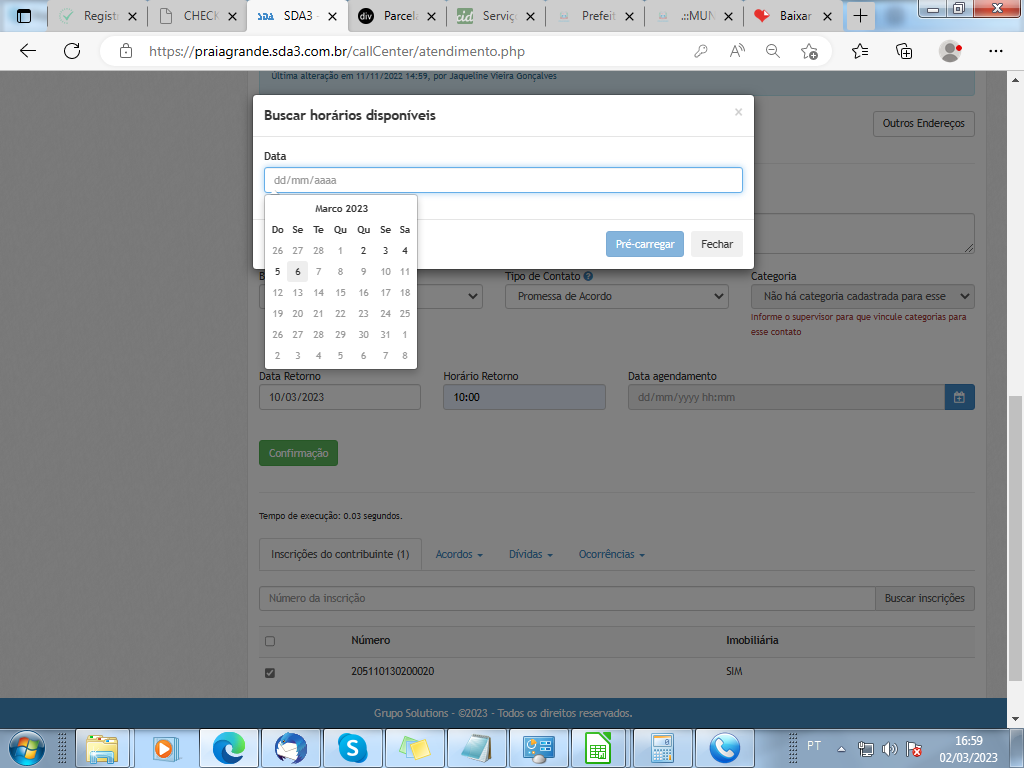 Registr
CHECK
SDA SDA3 -
div Parcela
cid Serviço
Prefeit
.::MUN
Baixar
https://praiagrande.sda3.com.br/callCenter/atendimento.php
Última alteração em 11/11/2022 14:59, por Jaqueline Vieira Gonçalves
Outros Endereços
Buscar horários disponíveis ×
Data
dd/mm/aaaa
Marco 2023
Do Se Te Qu Qu Se Sa
26 27 28 1 2 3 4
5 6 7 8 9 10 11
12 13 14 15 16 17 18
19 20 21 22 23 24 25
26 27 28 29 30 31 1
2 3 4 5 6 7 8
Pré-carregar Fechar
Tipo de Contato ? Categoria
Promessa de Acordo Não há categoria cadastrada para esse
Informe o supervisor para que vincule categorias para
esse contato
Data Retorno Horário Retorno Data agendamento
10/03/2023 10:00 dd/mm/yyyy hh:mm
Confirmação
Tempo de execução: 0.03 segundos.
Inscrições do contribuinte (1) Acordos Dívidas Ocorrências
Número da inscrição Buscar inscrições
Número Imobiliária
205110130200020 SIM
Grupo Solutions - ©2023 - Todos os direitos reservados.
PT 16:59
02/03/2023